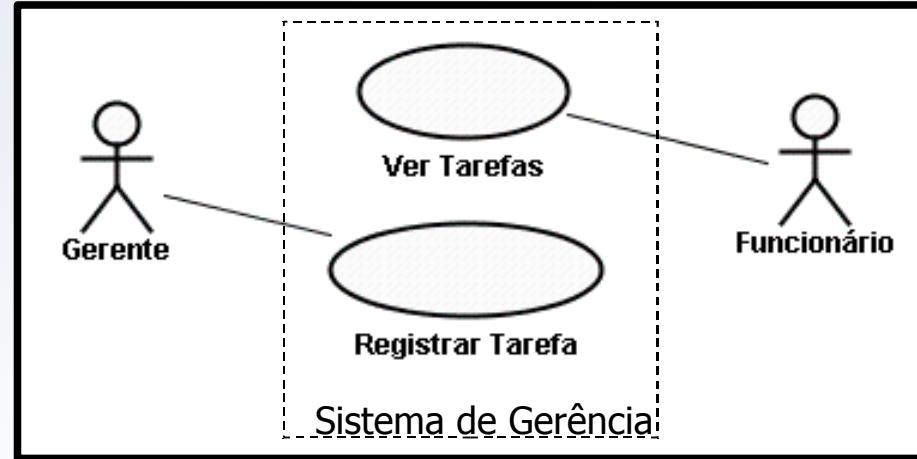 Ver Tarefas
Gerente
Funcionário
Registrar Tarefa
Sistema de Gerência